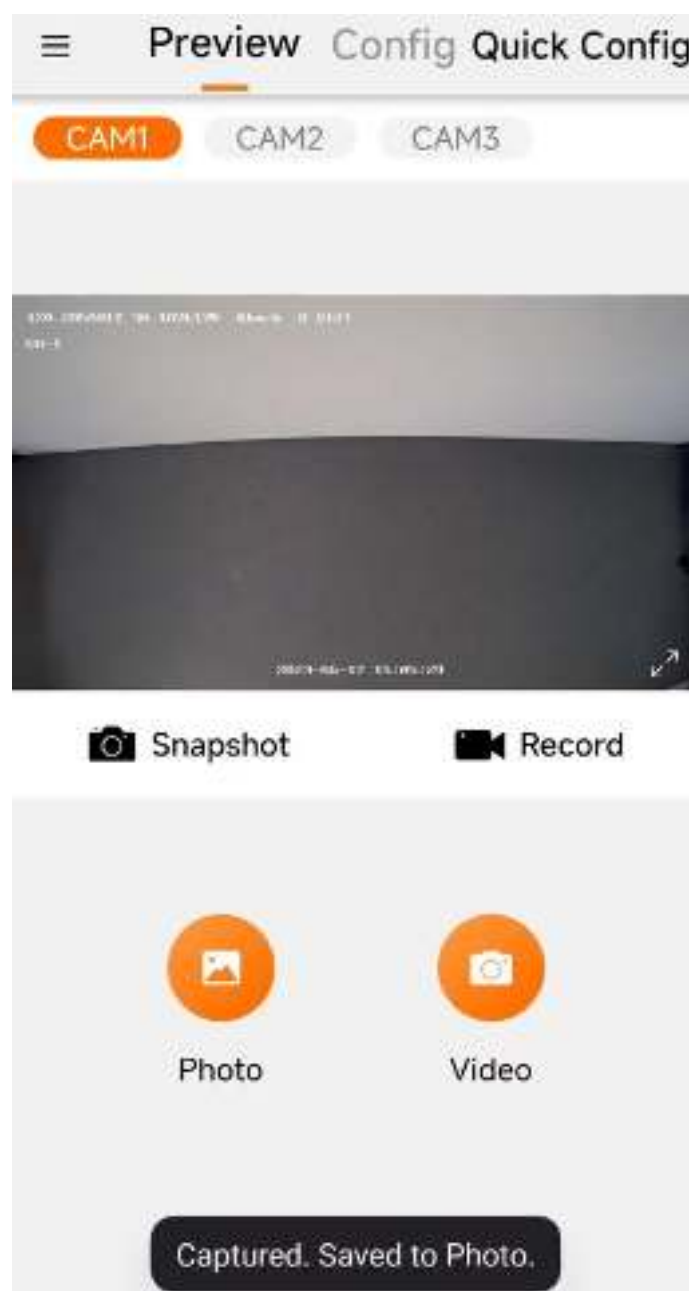 Preview Config Quick Config
CAM1 CAM2 CAM3
Snapshot Record
Photo Video
Captured. Saved to Photo.